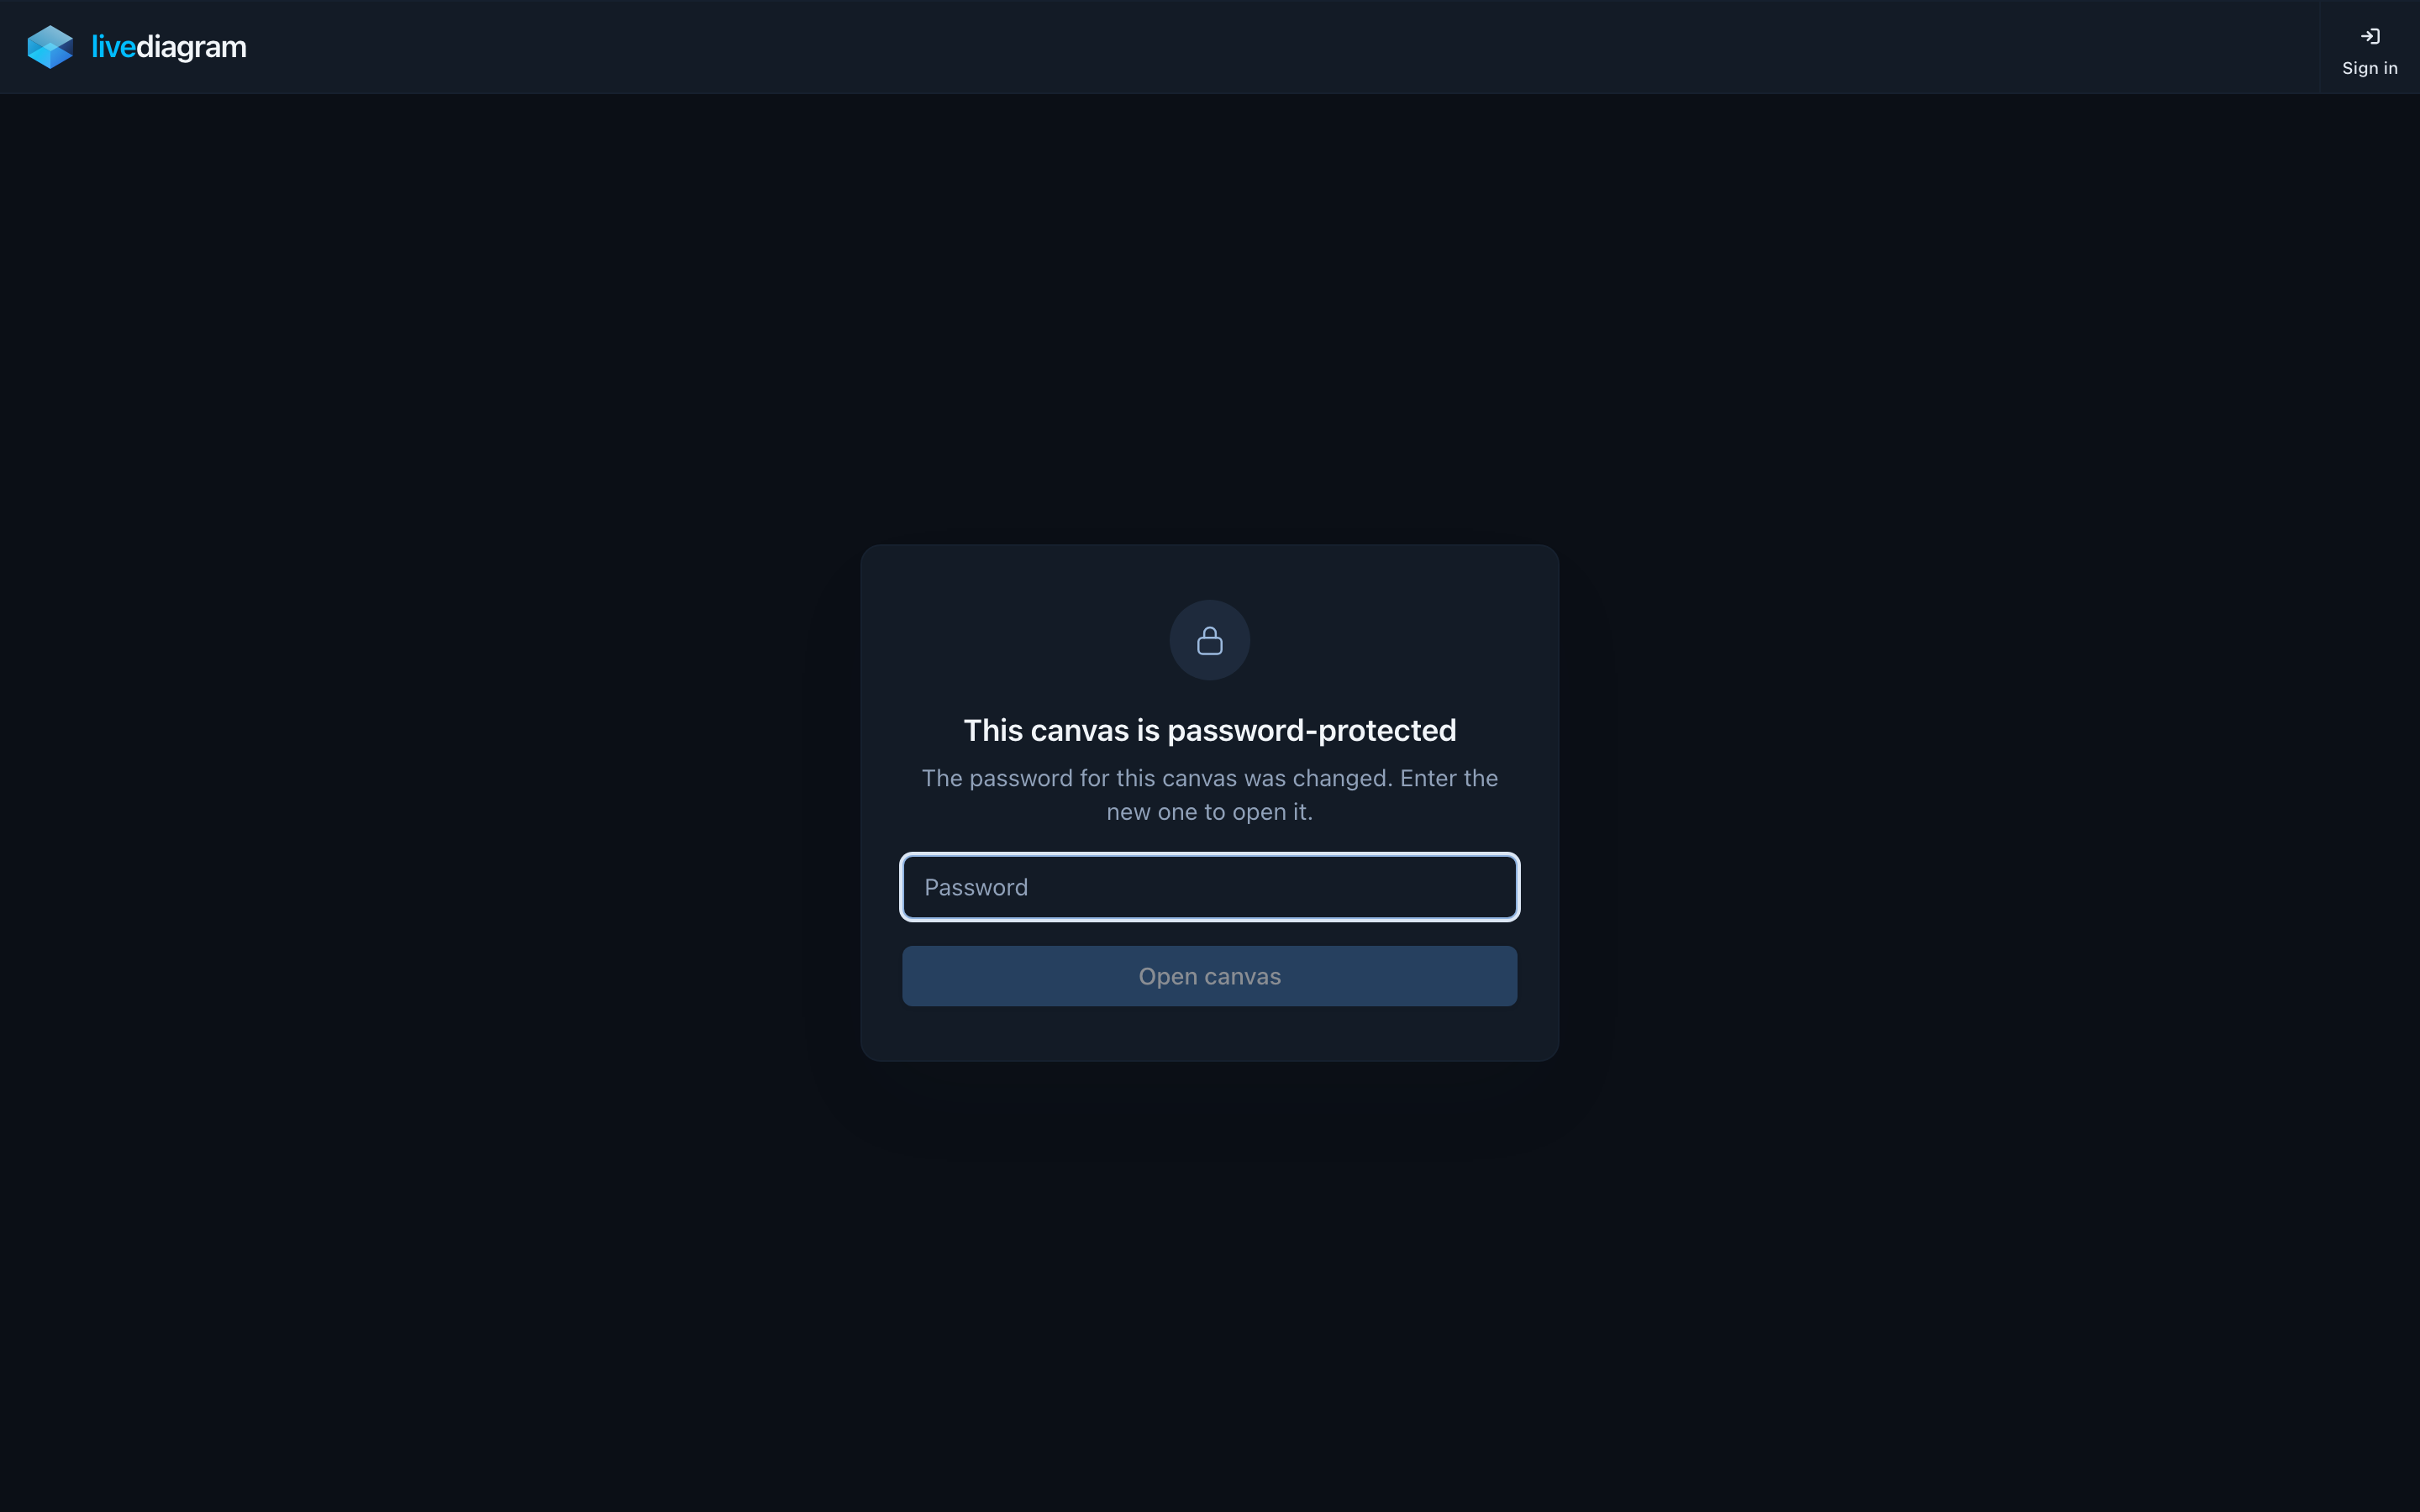 livediagram
Sign in
This canvas is password-protected
The password for this canvas was changed. Enter the
new one to open it.
Password
Open canvas